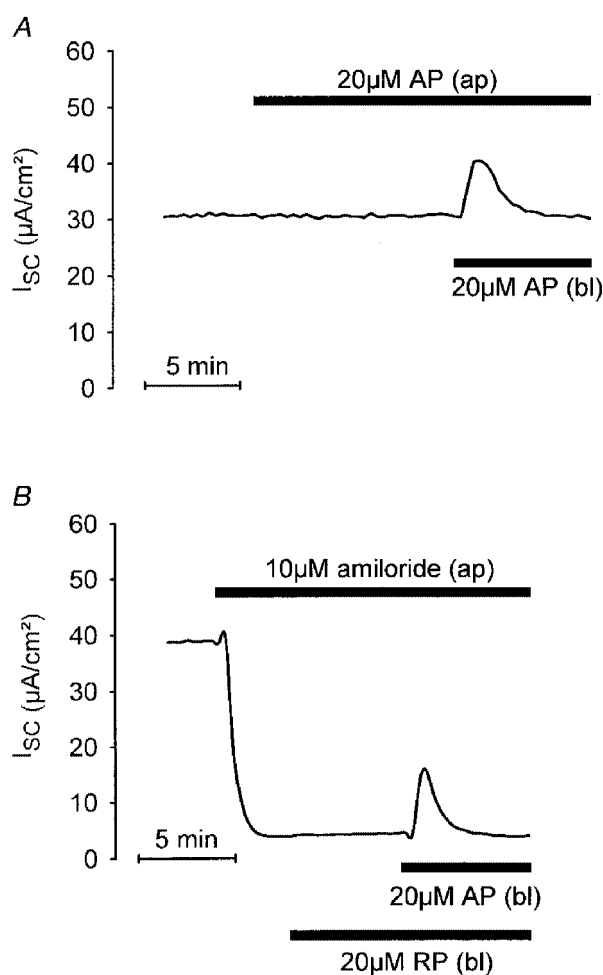 A
60
50
40
30
20
10
0
I_SC (µA/cm²)
20µM AP (ap)
20µM AP (bl)
5 min
B
60
50
40
30
20
10
0
I_SC (µA/cm²)
10µM amiloride (ap)
5 min
20µM AP (bl)
20µM RP (bl)